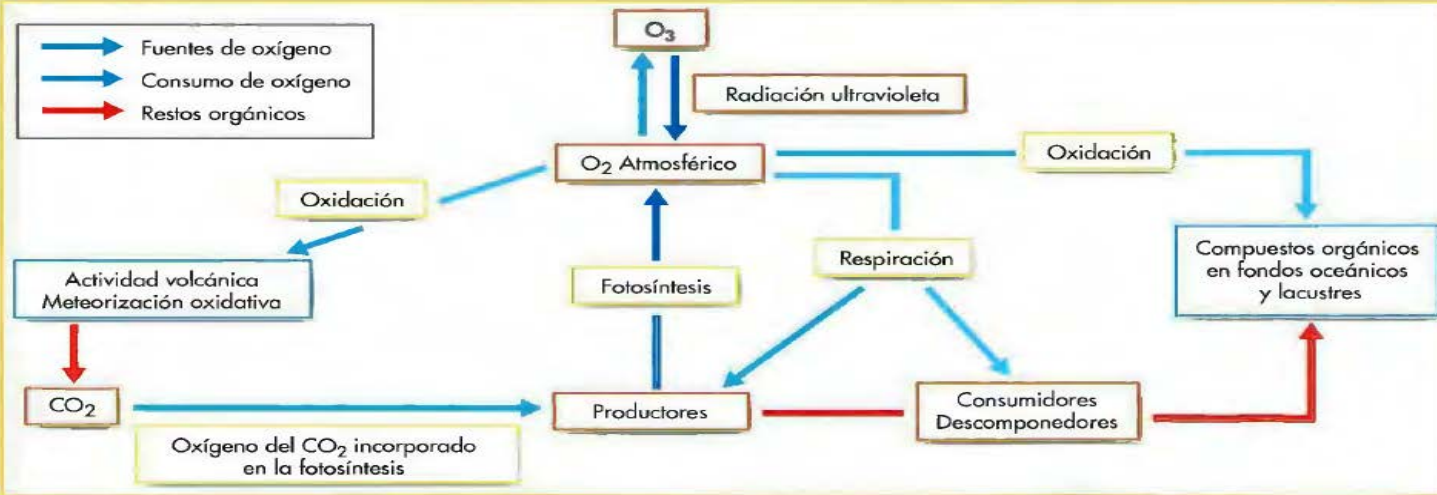 Fuentes de oxígeno
Consumo de oxígeno
Restos orgánicos
O₃
Radiación ultravioleta
O₂ Atmosférico
Oxidación
Oxidación
Actividad volcánica
Meteorización oxidativa
Fotosíntesis
Respiración
Compuestos orgánicos
en fondos oceánicos
y lacustres
CO₂
Productores
Consumidores
Descomponedores
Oxígeno del CO₂ incorporado
en la fotosíntesis